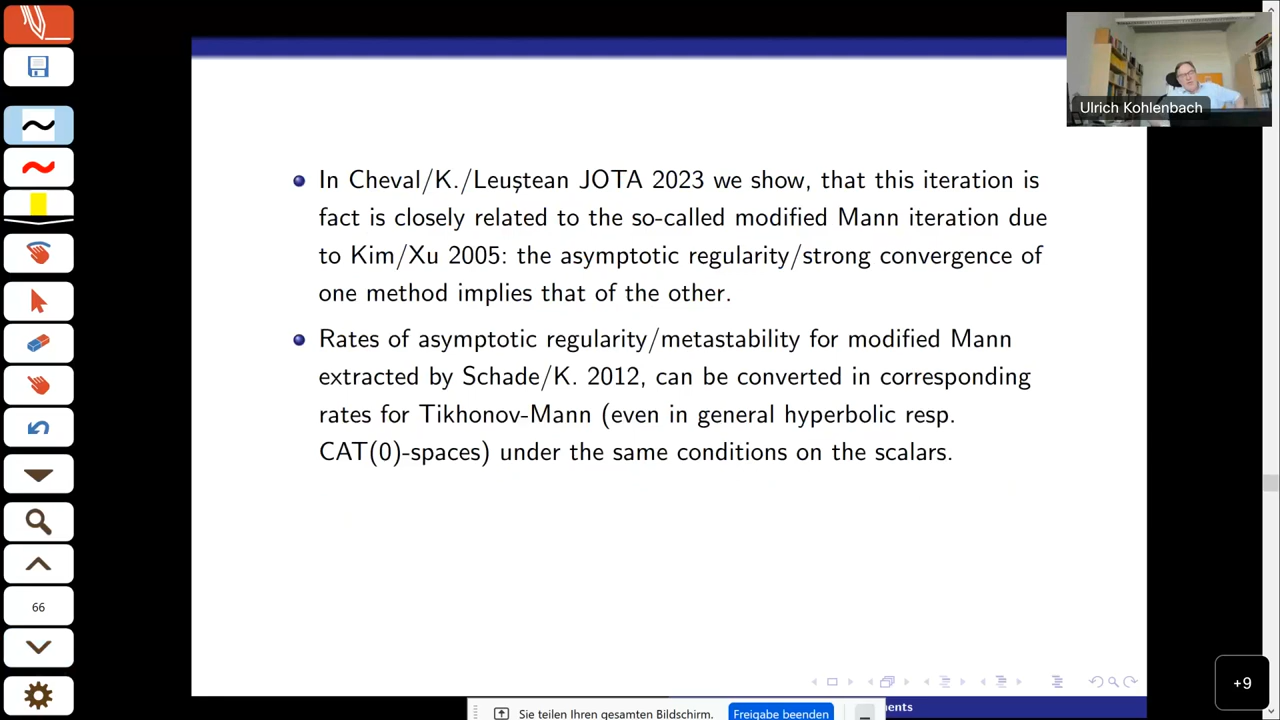 Ulrich Kohlenbach
In Cheval/K./Leuştean JOTA 2023 we show, that this iteration is
fact is closely related to the so-called modified Mann iteration due
to Kim/Xu 2005: the asymptotic regularity/strong convergence of
one method implies that of the other.
Rates of asymptotic regularity/metastability for modified Mann
extracted by Schade/K. 2012, can be converted in corresponding
rates for Tikhonov-Mann (even in general hyperbolic resp.
CAT(0)-spaces) under the same conditions on the scalars.
66
+9
ments
Sie teilen Ihren gesamten Bildschirm.
Freigabe beenden